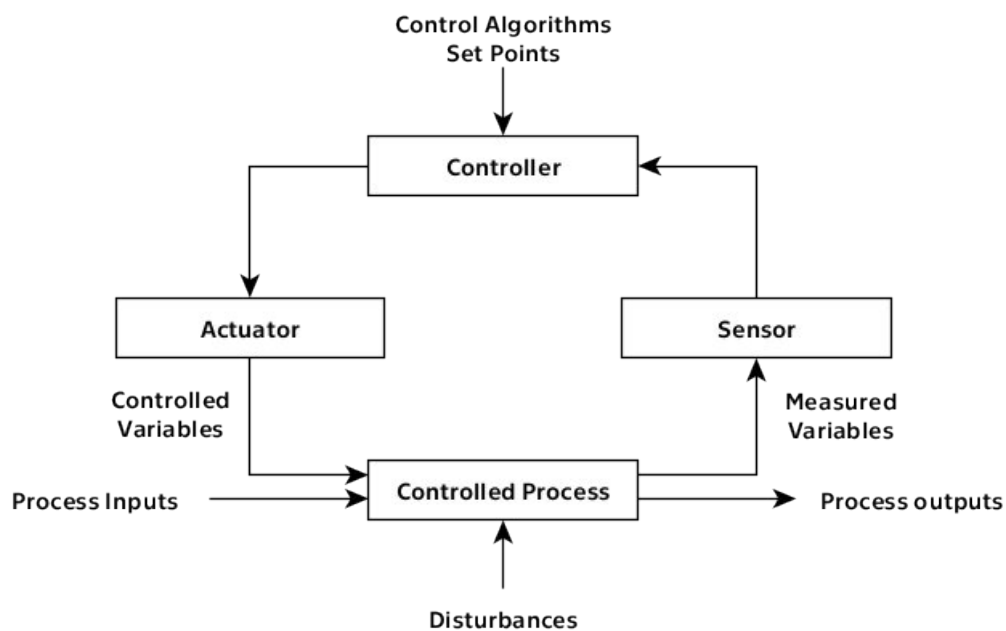 Control Algorithms
Set Points
Controller
Actuator
Sensor
Controlled
Variables
Measured
Variables
Process Inputs
Controlled Process
Process outputs
Disturbances